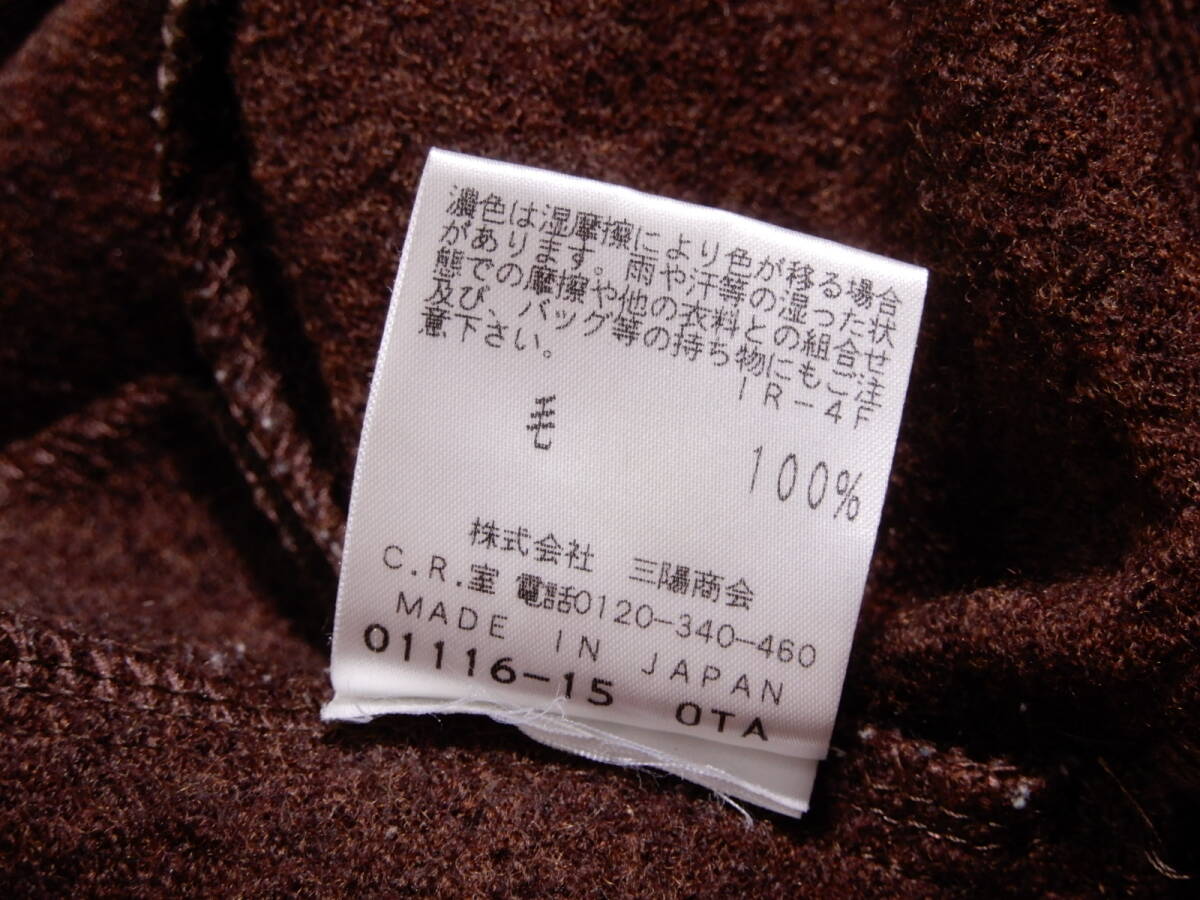 濃色は湿摩擦により色が移る場合
があります。雨や汗等の湿った状
態での摩擦や他の衣料との組合せ
及び、バッグ等の持ち物にもご注
意下さい。
IR-4F
毛 100%
株式会社 三陽商会
C.R.室 電話0120-340-460
MADE IN JAPAN
01116-15 OTA